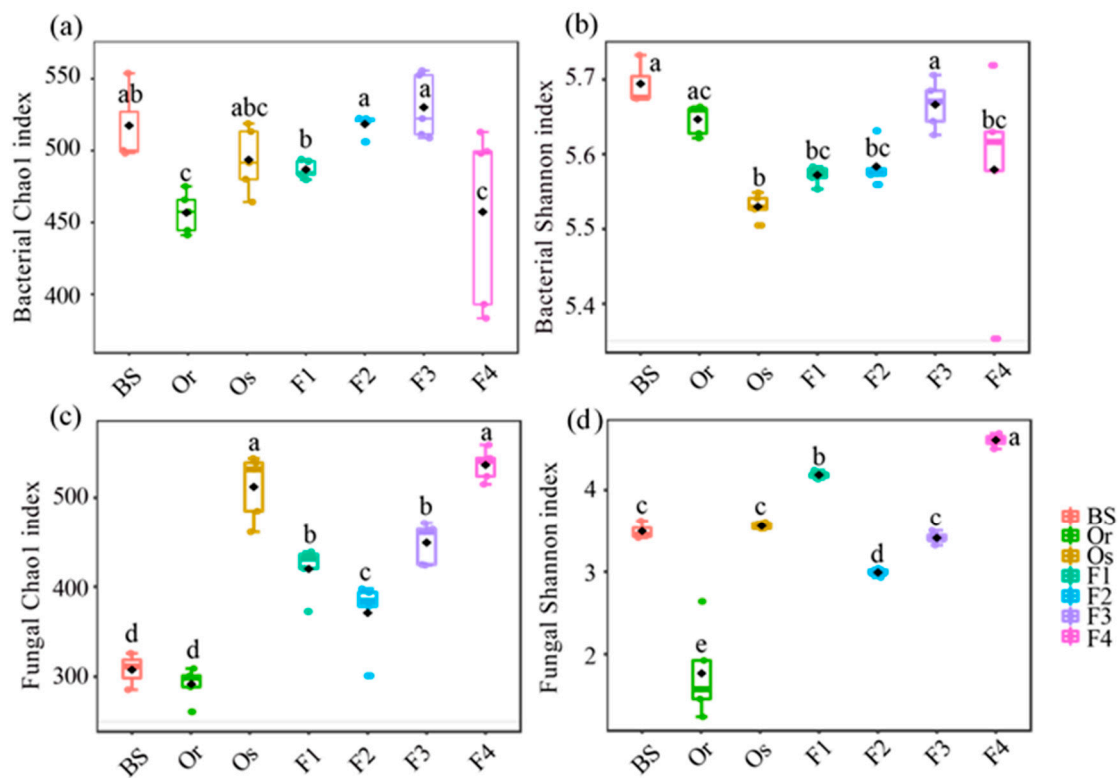 (a)
Bacterial Chao1 index
550
500
450
400
ab
c
abc
b
a
a
c
BS
Or
Os
F1
F2
F3
F4
(b)
Bacterial Shannon index
5.7
5.6
5.5
5.4
a
ac
b
bc
bc
a
bc
BS
Or
Os
F1
F2
F3
F4
(c)
Fungal Chao1 index
500
400
300
d
d
a
b
c
b
a
BS
Or
Os
F1
F2
F3
F4
(d)
Fungal Shannon index
4
3
2
c
e
c
b
d
c
a
BS
Or
Os
F1
F2
F3
F4
BS
Or
Os
F1
F2
F3
F4